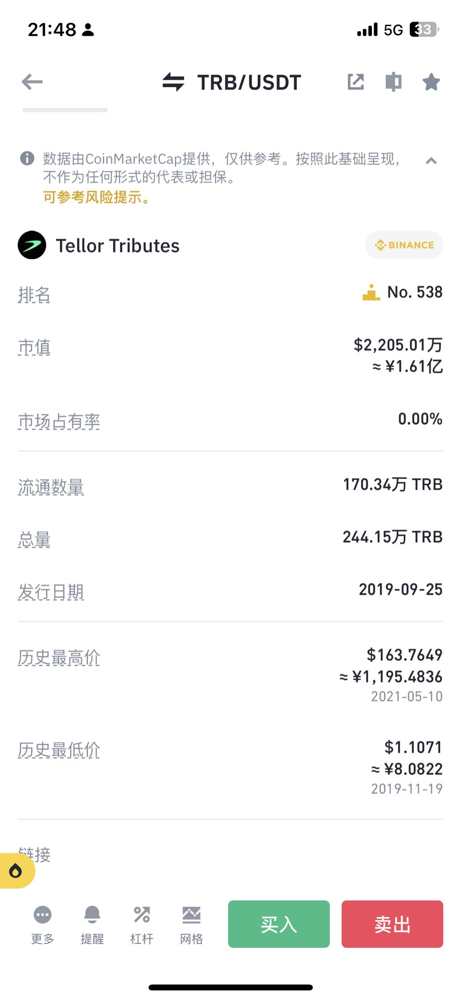 21:48
5G 33
TRB/USDT
数据由CoinMarketCap提供，仅供参考。按照此基础呈现，
不作为任何形式的代表或担保。
可参考风险提示。
Tellor Tributes
BINANCE
排名
No. 538
市值
$2,205.01万
≈ ¥1.61亿
市场占有率
0.00%
流通数量
170.34万 TRB
总量
244.15万 TRB
发行日期
2019-09-25
历史最高价
$163.7649
≈ ¥1,195.4836
2021-05-10
历史最低价
$1.1071
≈ ¥8.0822
2019-11-19
链接
更多
提醒
杠杆
网格
买入
卖出